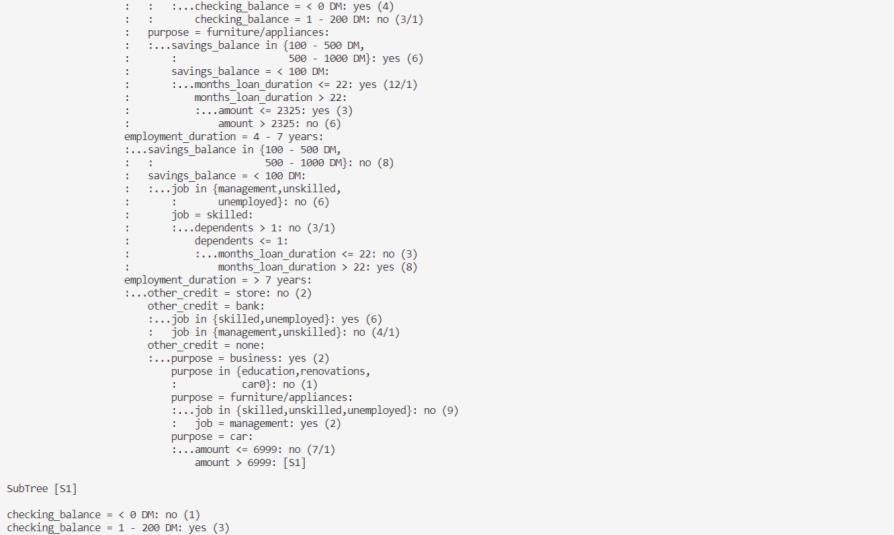 :   :   :...checking_balance = < 0 DM: yes (4)
:   :       checking_balance = 1 - 200 DM: no (3/1)
:   purpose = furniture/appliances:
:   :...savings_balance in {100 - 500 DM,
:       :                   500 - 1000 DM}: yes (6)
:       savings_balance = < 100 DM:
:       :...months_loan_duration <= 22: yes (12/1)
:           months_loan_duration > 22:
:           :...amount <= 2325: yes (3)
:               amount > 2325: no (6)
employment_duration = 4 - 7 years:
:...savings_balance in {100 - 500 DM,
:   :                   500 - 1000 DM}: no (8)
:   savings_balance = < 100 DM:
:   :...job in {management,unskilled,
:       :       unemployed}: no (6)
:       job = skilled:
:       :...dependents > 1: no (3/1)
:           dependents <= 1:
:           :...months_loan_duration <= 22: no (3)
:               months_loan_duration > 22: yes (8)
employment_duration = > 7 years:
:...other_credit = store: no (2)
    other_credit = bank:
    :...job in {skilled,unemployed}: yes (6)
    :   job in {management,unskilled}: no (4/1)
    other_credit = none:
    :...purpose = business: yes (2)
        purpose in {education,renovations,
        :           car0}: no (1)
        purpose = furniture/appliances:
        :...job in {skilled,unskilled,unemployed}: no (9)
        :   job = management: yes (2)
        purpose = car:
        :...amount <= 6999: no (7/1)
            amount > 6999: [S1]
SubTree [S1]
checking_balance = < 0 DM: no (1)
checking_balance = 1 - 200 DM: yes (3)